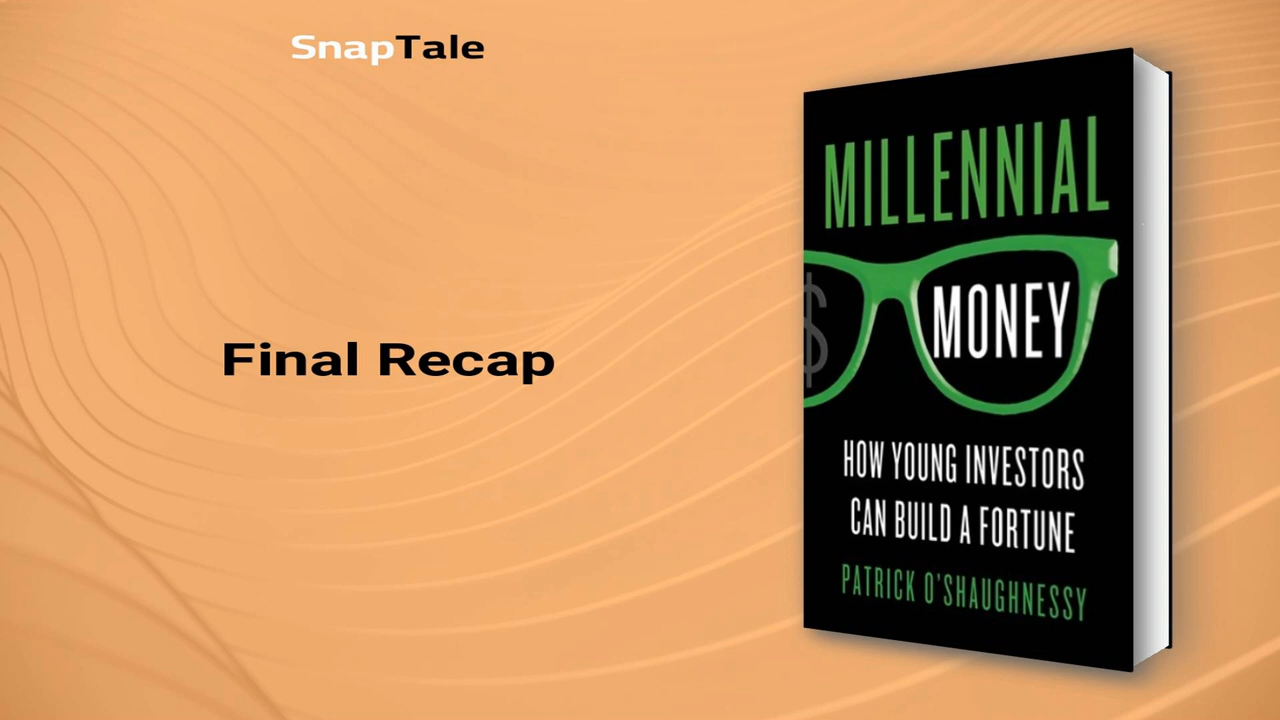 SnapTale
Final Recap
MILLENNIAL
$
MONEY
HOW YOUNG INVESTORS
CAN BUILD A FORTUNE
PATRICK O'SHAUGHNESSY